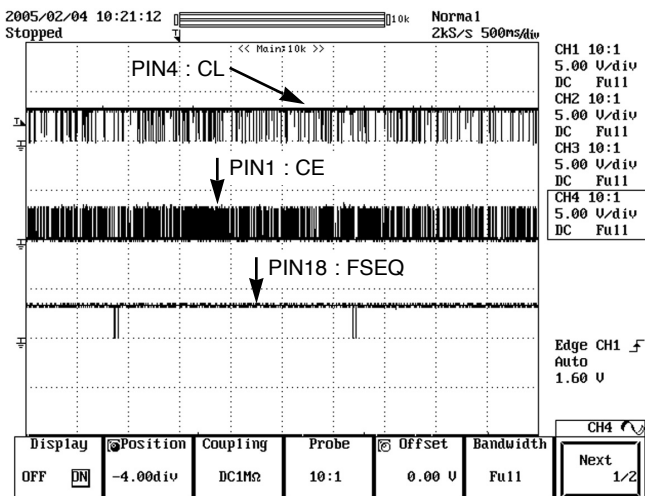 2005/02/04 10:21:12
10k
Normal
Stopped
2kS/s 500ms/div
<< Main:10k >>
CH1 10:1
5.00 V/div
DC Full
CH2 10:1
5.00 V/div
DC Full
CH3 10:1
5.00 V/div
DC Full
CH4 10:1
5.00 V/div
DC Full
PIN4 : CL
PIN1 : CE
PIN18 : FSEQ
Edge CH1
Auto
1.60 V
CH4
Display
OFF ON
Position
-4.00div
Coupling
DC1MΩ
Probe
10:1
Offset
0.00 V
Bandwidth
Full
Next
1/2